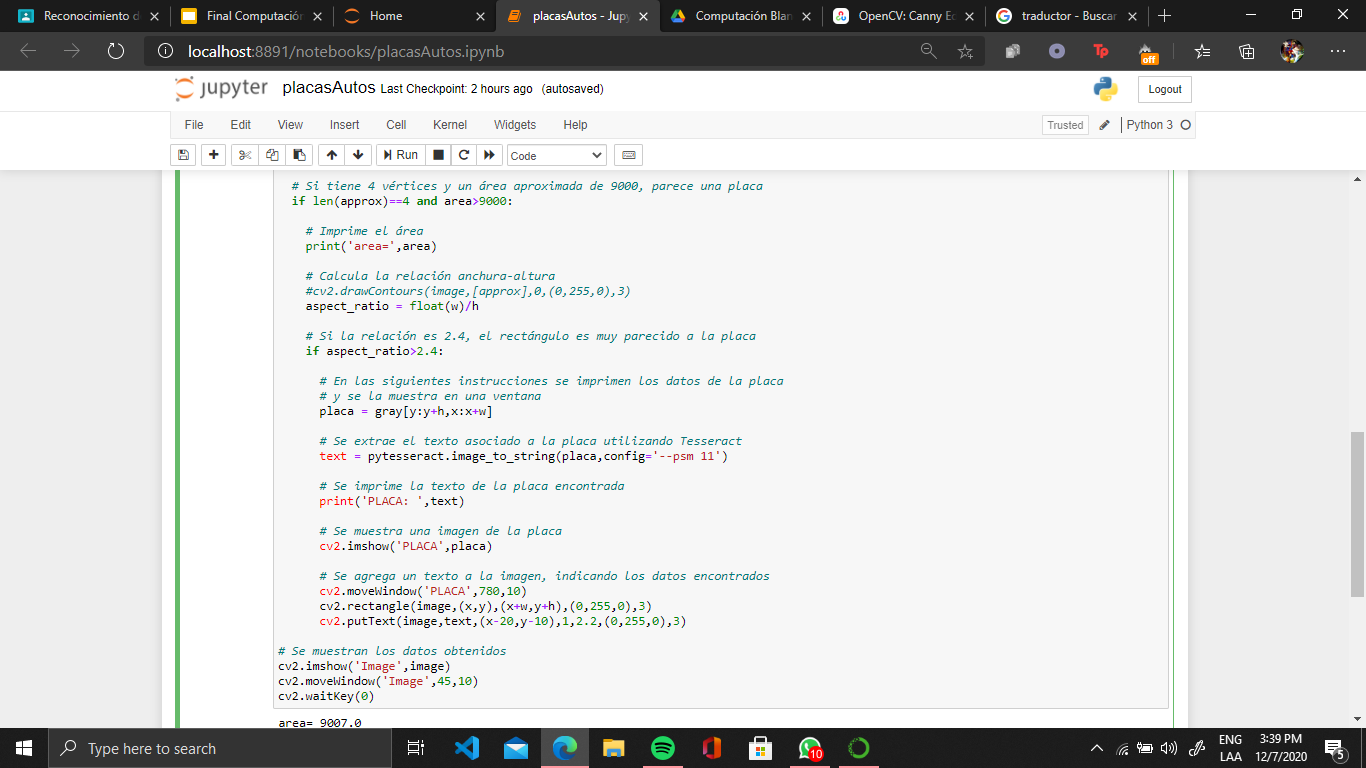 Reconocimiento d
Final Computación
Home
placasAutos - Jupy
Computación Blan
OpenCV: Canny Ed
traductor - Buscar
localhost:8891/notebooks/placasAutos.ipynb
Tp
off
jupyter placasAutos Last Checkpoint: 2 hours ago (autosaved)
Logout
File Edit View Insert Cell Kernel Widgets Help
Trusted
Python 3
Run
Code
# Si tiene 4 vértices y un área aproximada de 9000, parece una placa
if len(approx)==4 and area>9000:
# Imprime el área
print('area=',area)
# Calcula la relación anchura-altura
#cv2.drawContours(image,[approx],0,(0,255,0),3)
aspect_ratio = float(w)/h
# Si la relación es 2.4, el rectángulo es muy parecido a la placa
if aspect_ratio>2.4:
# En las siguientes instrucciones se imprimen los datos de la placa
# y se la muestra en una ventana
placa = gray[y:y+h,x:x+w]
# Se extrae el texto asociado a la placa utilizando Tesseract
text = pytesseract.image_to_string(placa,config='--psm 11')
# Se imprime la texto de la placa encontrada
print('PLACA: ',text)
# Se muestra una imagen de la placa
cv2.imshow('PLACA',placa)
# Se agrega un texto a la imagen, indicando los datos encontrados
cv2.moveWindow('PLACA',780,10)
cv2.rectangle(image,(x,y),(x+w,y+h),(0,255,0),3)
cv2.putText(image,text,(x-20,y-10),1,2.2,(0,255,0),3)
# Se muestran los datos obtenidos
cv2.imshow('Image',image)
cv2.moveWindow('Image',45,10)
cv2.waitKey(0)
area= 9007.0
Type here to search
10
ENG
LAA
3:39 PM
12/7/2020
5